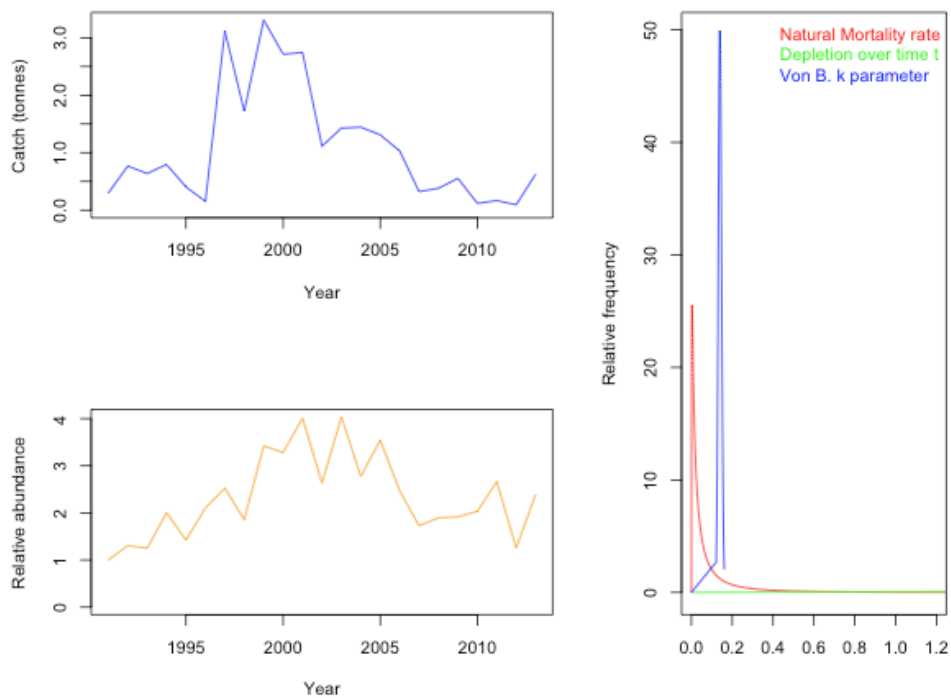 Catch (tonnes)
3.0
2.0
1.0
0.0
1995 2000 2005 2010
Year
Relative abundance
4
3
2
1
0
1995 2000 2005 2010
Year
Relative frequency
50
40
30
20
10
0
Natural Mortality rate
Depletion over time t
Von B. k parameter
0.0 0.2 0.4 0.6 0.8 1.0 1.2